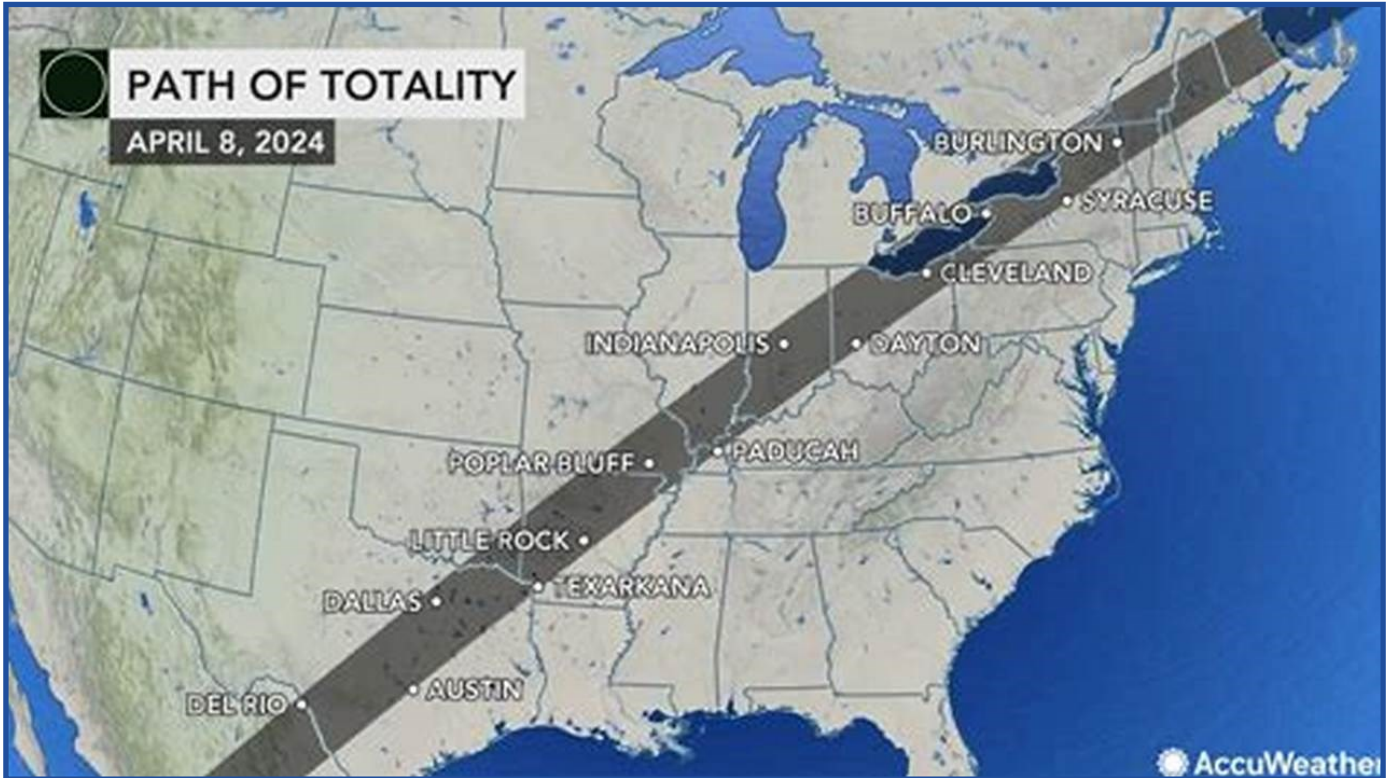 PATH OF TOTALITY
APRIL 8, 2024
BURLINGTON
SYRACUSE
BUFFALO
CLEVELAND
INDIANAPOLIS
DAYTON
PADUCAH
POPLAR BLUFF
LITTLE ROCK
TEXARKANA
DALLAS
AUSTIN
DEL RIO
AccuWeather